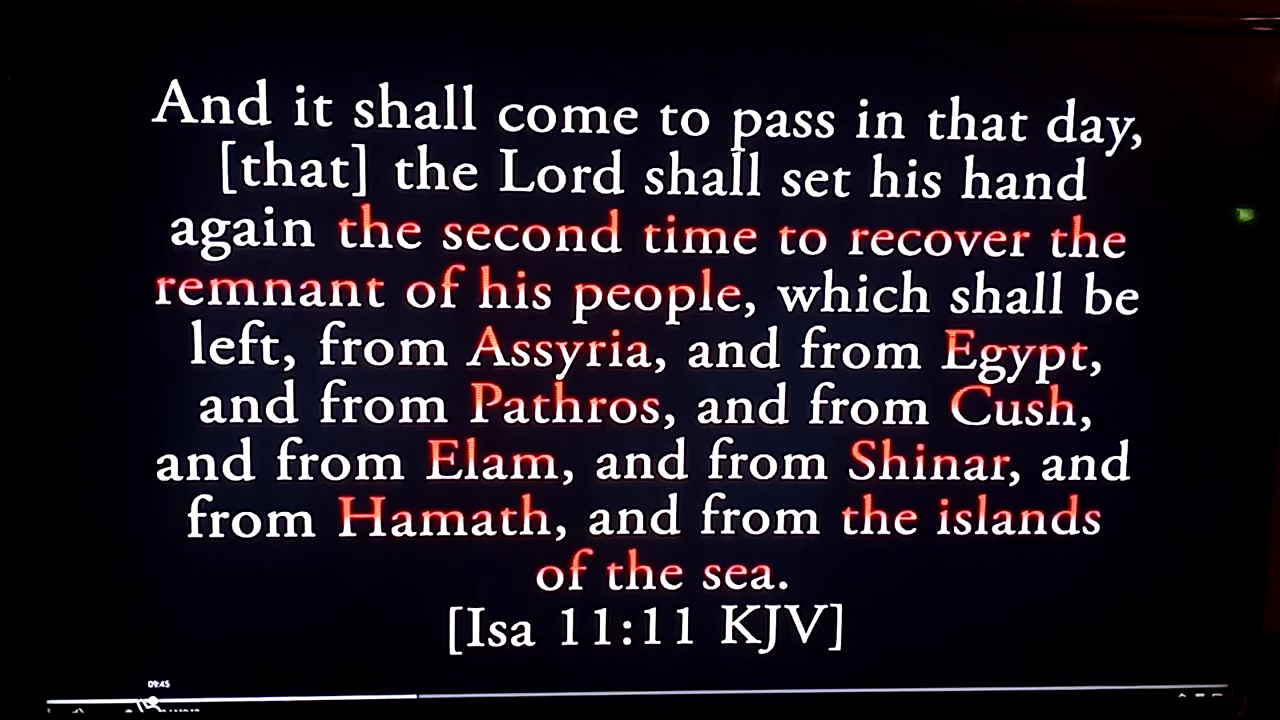 And it shall come to pass in that day,
[that] the Lord shall set his hand
again the second time to recover the
remnant of his people, which shall be
left, from Assyria, and from Egypt,
and from Pathros, and from Cush,
and from Elam, and from Shinar, and
from Hamath, and from the islands
of the sea.
[Isa 11:11 KJV]
09:45